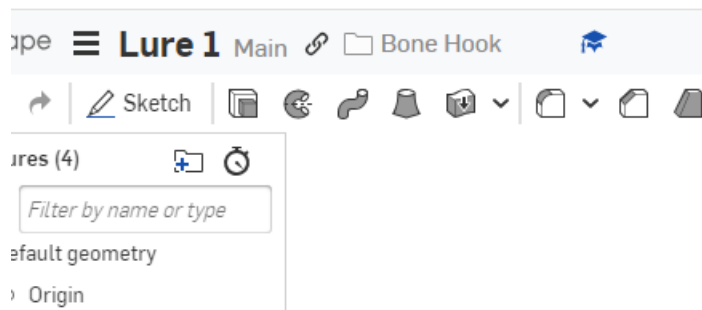 ape Lure 1 Main Bone Hook
Sketch
ures (4)
Filter by name or type
efault geometry
Origin